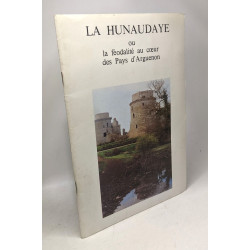 LA HUNAUDAYE
ou
la féodalité au cœur
des Pays d'Arguenon